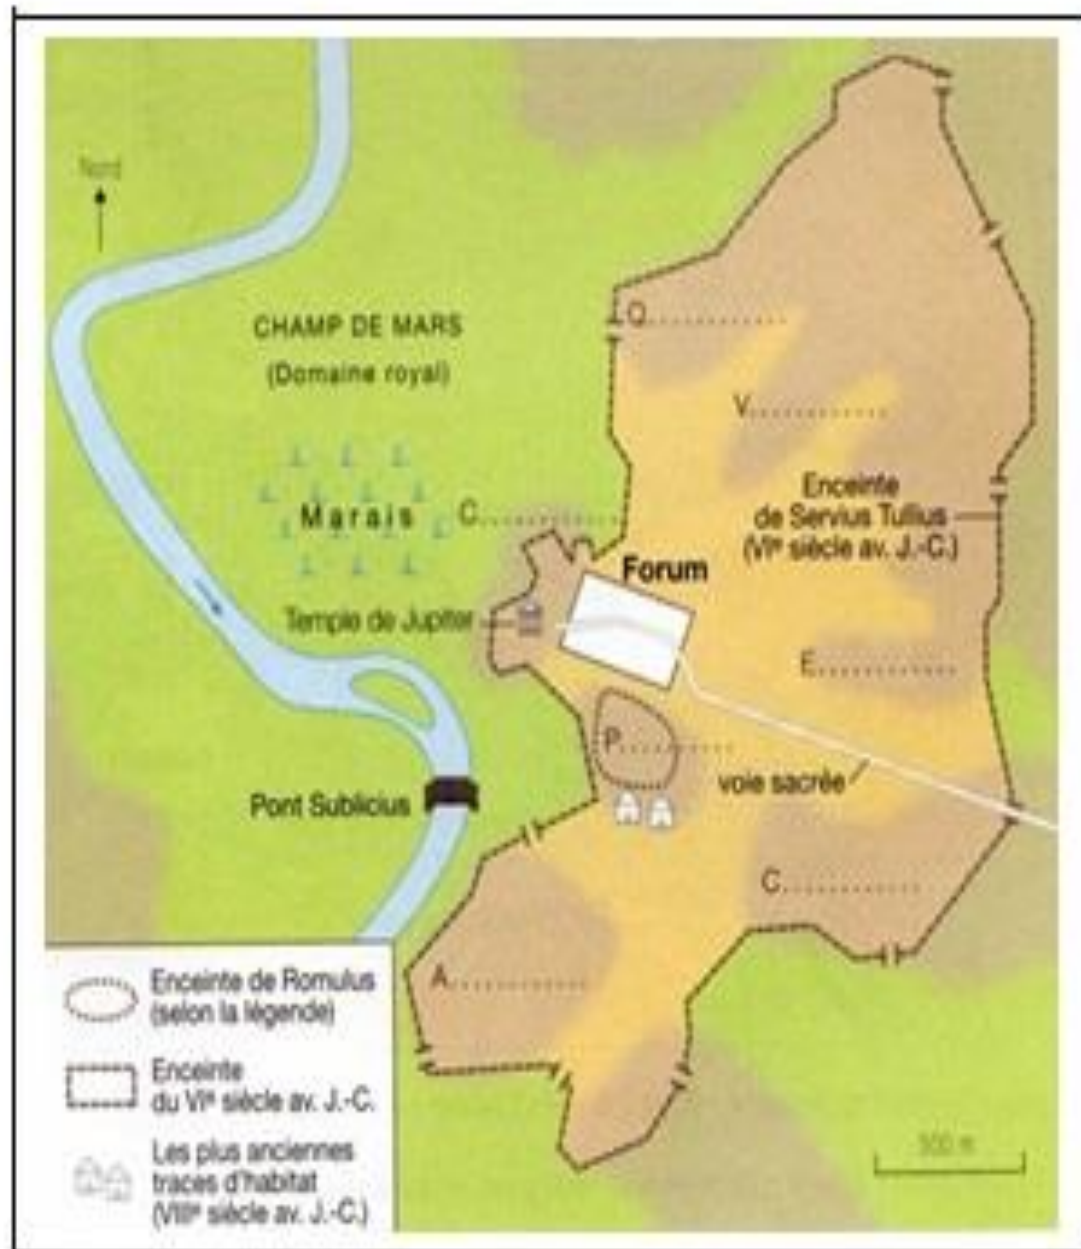 Nord
CHAMP DE MARS
(Domaine royal)
Q............
V............
Marais
C............
Enceinte
de Servius Tullius
(VIe siècle av. J.-C.)
Forum
Temple de Jupiter
E............
P............
voie sacrée
Pont Sublicius
C............
A............
Enceinte de Romulus
(selon la légende)
Enceinte
du VIe siècle av. J.-C.
Les plus anciennes
traces d'habitat
(VIIIe siècle av. J.-C.)
500 m